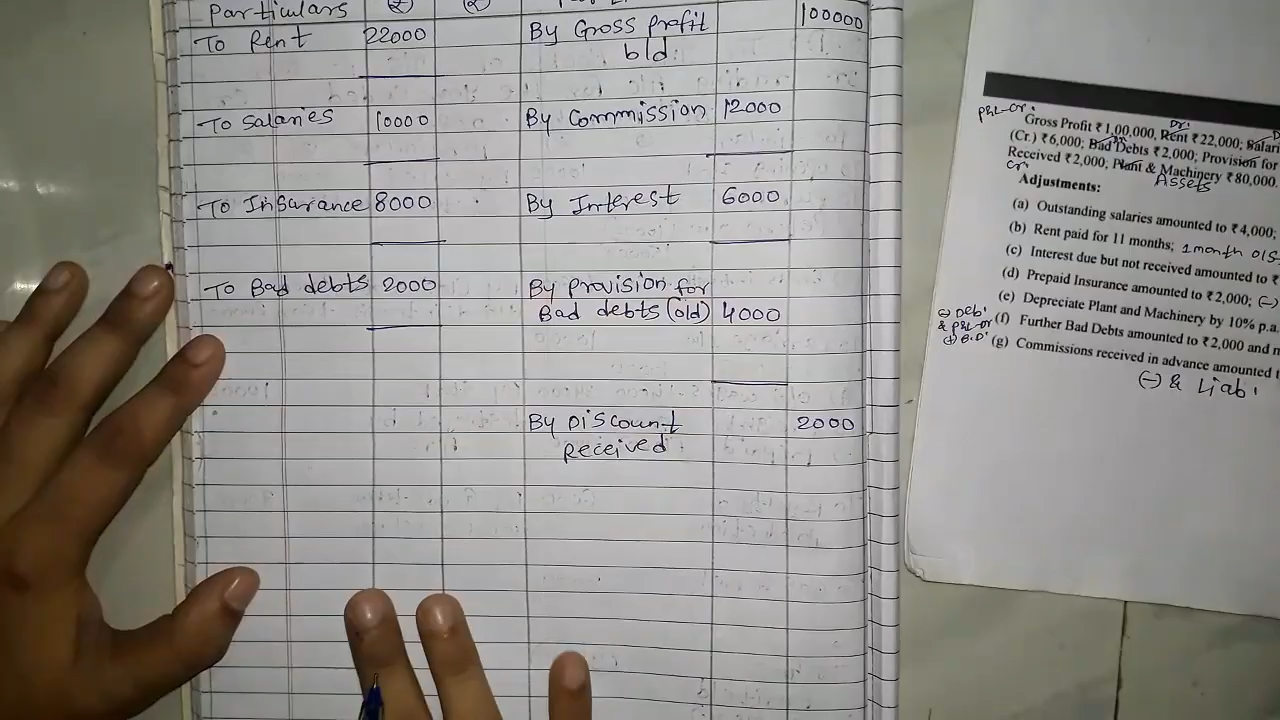 Particulars (₹) (₹)
To Rent 22000 By Gross profit 100000
b/d.
To Salaries 10000 By Commission 12000
To Insurance 8000 By Interest 6000
To Bad debts 2000 By Provision for
Bad debts (old) 4000
By Discount 2000
received
P&L-Cr. Dr.
Gross Profit ₹1,00,000, Rent ₹22,000; Salari
(Cr.) ₹6,000; Bad Debts ₹2,000; Provision for
Received ₹2,000; Plant & Machinery ₹80,000.
Cr. Assets
Adjustments:
(a) Outstanding salaries amounted to ₹4,000;
(b) Rent paid for 11 months; 1 month o/s
(c) Interest due but not received amounted to ₹
(d) Prepaid Insurance amounted to ₹2,000; (-)
(e) Depreciate Plant and Machinery by 10% p.a.
(-) Deb.
& P&L-Dr (f) Further Bad Debts amounted to ₹2,000 and
(+) B.D. (g) Commissions received in advance amounted t
(-) & Liab.